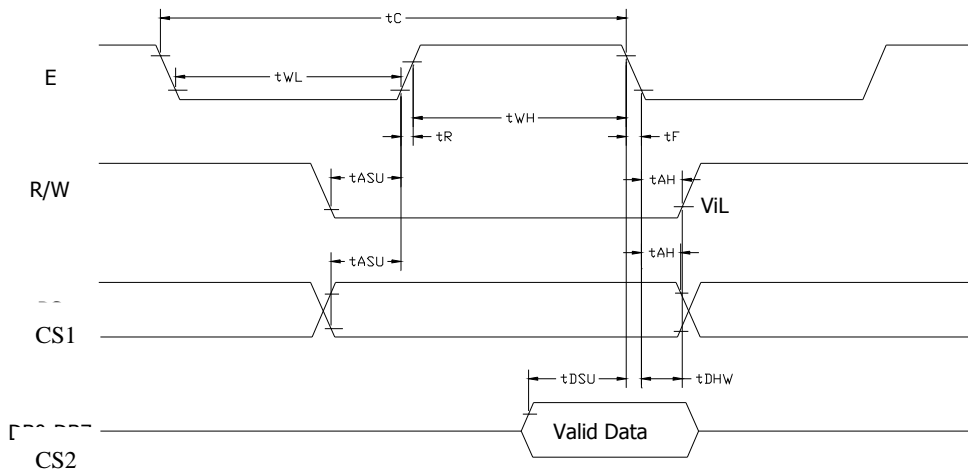 tC
E
tWL
tWH
tR
tF
R/W
tASU
tAH
ViL
tASU
tAH
CS1
tDSU
tDHW
Valid Data
CS2